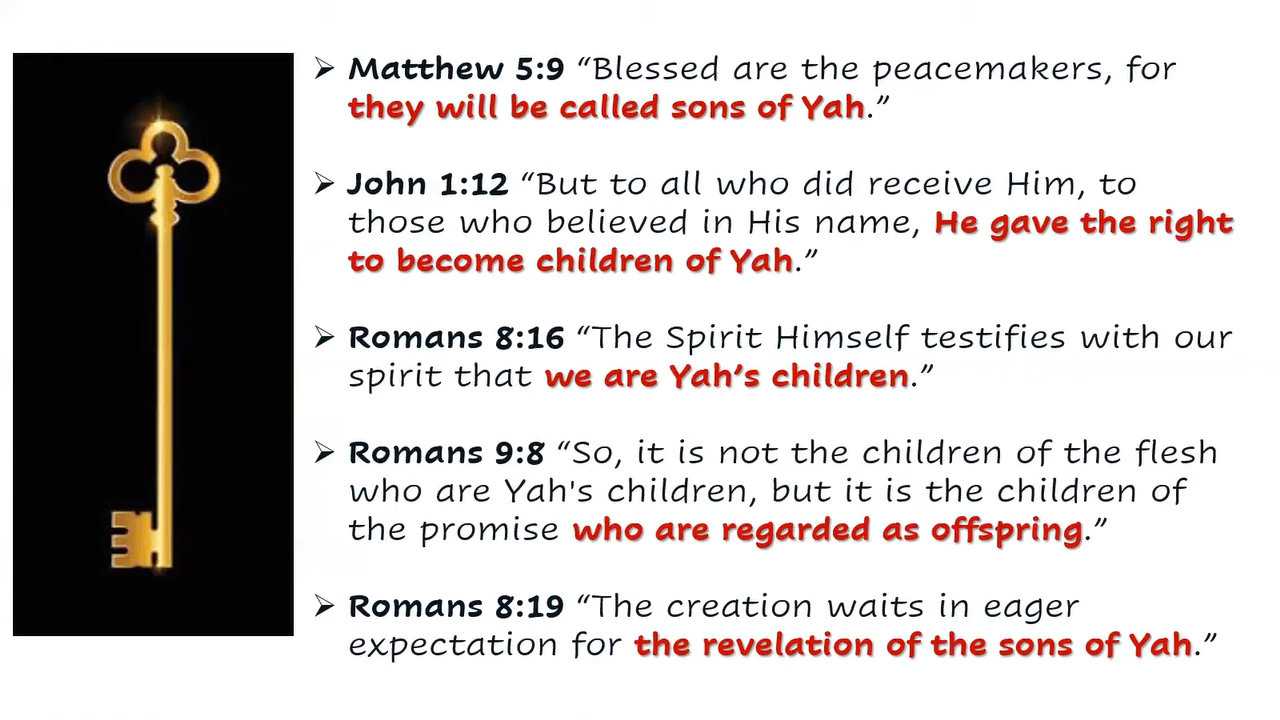 ➢ Matthew 5:9 “Blessed are the peacemakers, for
they will be called sons of Yah.”
➢ John 1:12 “But to all who did receive Him, to
those who believed in His name, He gave the right
to become children of Yah.”
➢ Romans 8:16 “The Spirit Himself testifies with our
spirit that we are Yah’s children.”
➢ Romans 9:8 “So, it is not the children of the flesh
who are Yah's children, but it is the children of
the promise who are regarded as offspring.”
➢ Romans 8:19 “The creation waits in eager
expectation for the revelation of the sons of Yah.”